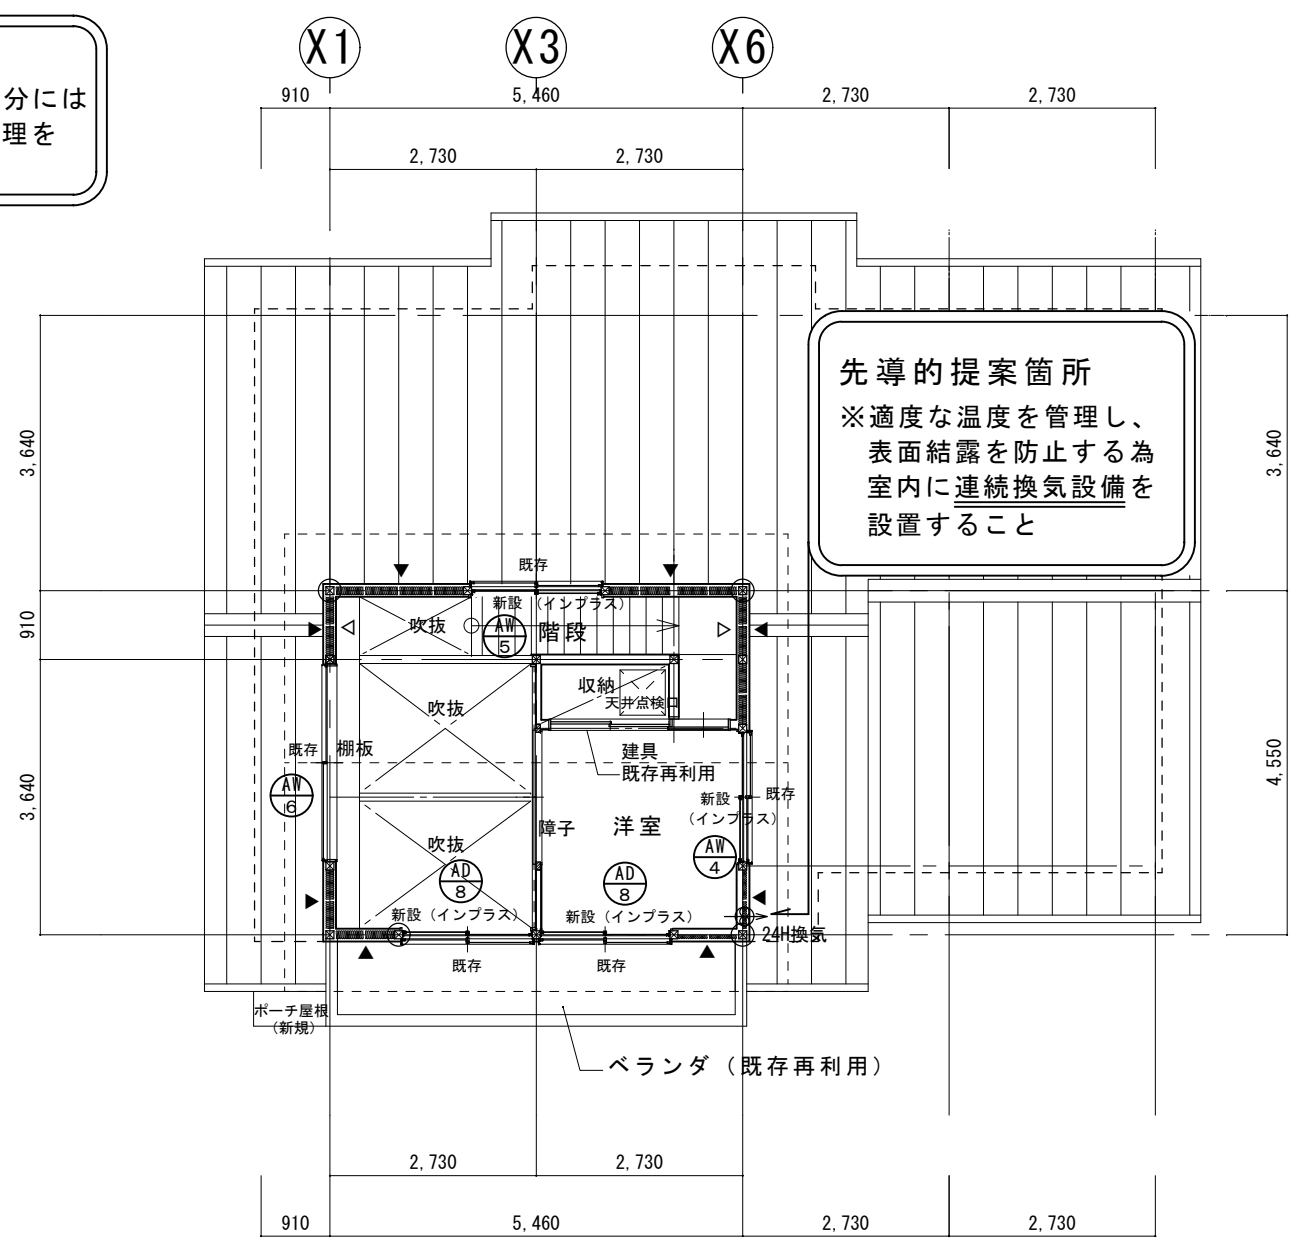 X1
X3
X6
分には
理を
910
5,460
2,730
2,730
2,730
2,730
先導的提案箇所
※適度な温度を管理し、
表面結露を防止する為
室内に連続換気設備を
設置すること
3,640
3,640
既存
新設（インプラス）
910
吹抜
AW
5
階段
収納
天井点検口
吹抜
既存
棚板
建具
既存再利用
4,550
AW
6
3,640
新設
（インプラス）
既存
障子
洋室
吹抜
AW
4
AD
8
AD
8
新設（インプラス）
新設（インプラス）
24H換気
既存
既存
ポーチ屋根
（新規）
ベランダ（既存再利用）
2,730
2,730
910
5,460
2,730
2,730